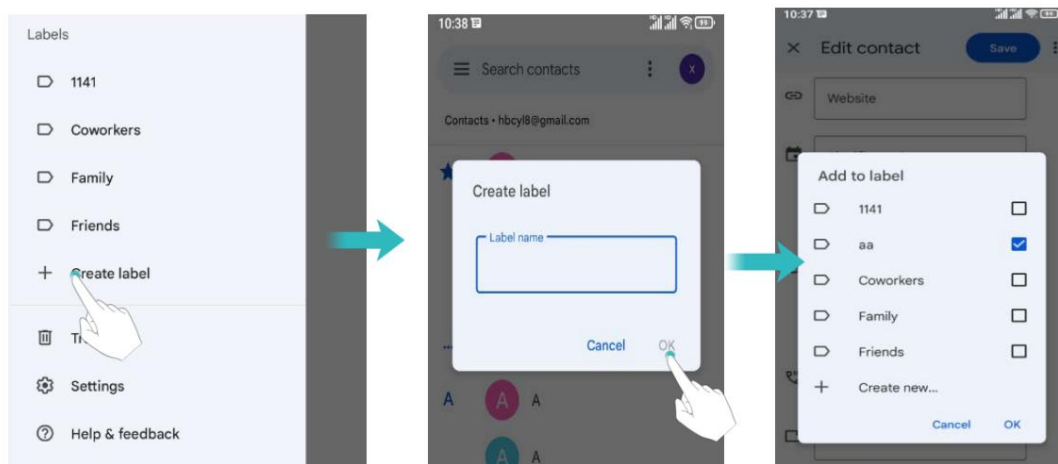 Labels
1141
Coworkers
Family
Friends
Create label
Settings
Help & feedback
10:38
Search contacts
X
Contacts • hbcyl8@gmail.com
Create label
Label name
Cancel
OK
A
A
A
A
A
10:37
Edit contact
Save
Website
Add to label
1141
aa
Coworkers
Family
Friends
Create new...
Cancel
OK